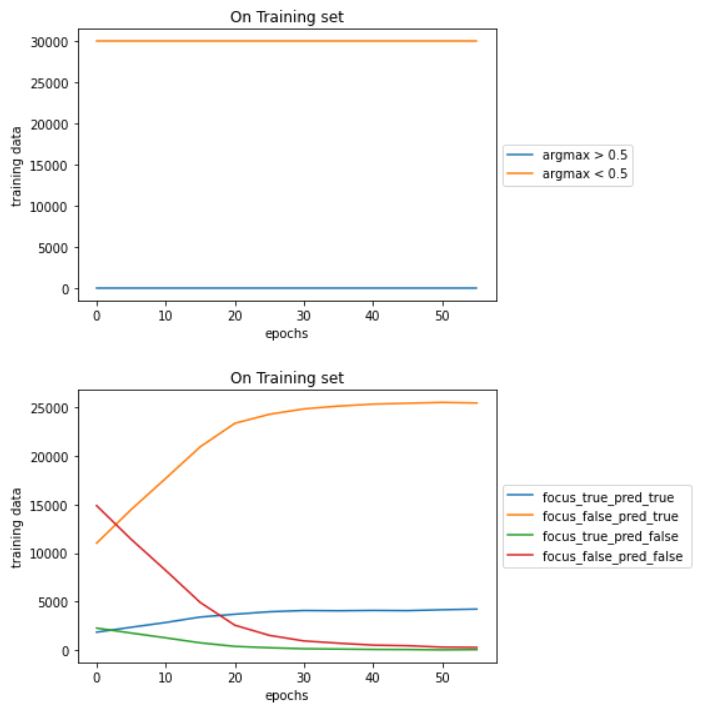 On Training set
30000
25000
20000
15000
10000
5000
0
training data
0 10 20 30 40 50
epochs
argmax > 0.5
argmax < 0.5
On Training set
25000
20000
15000
10000
5000
0
training data
0 10 20 30 40 50
epochs
focus_true_pred_true
focus_false_pred_true
focus_true_pred_false
focus_false_pred_false